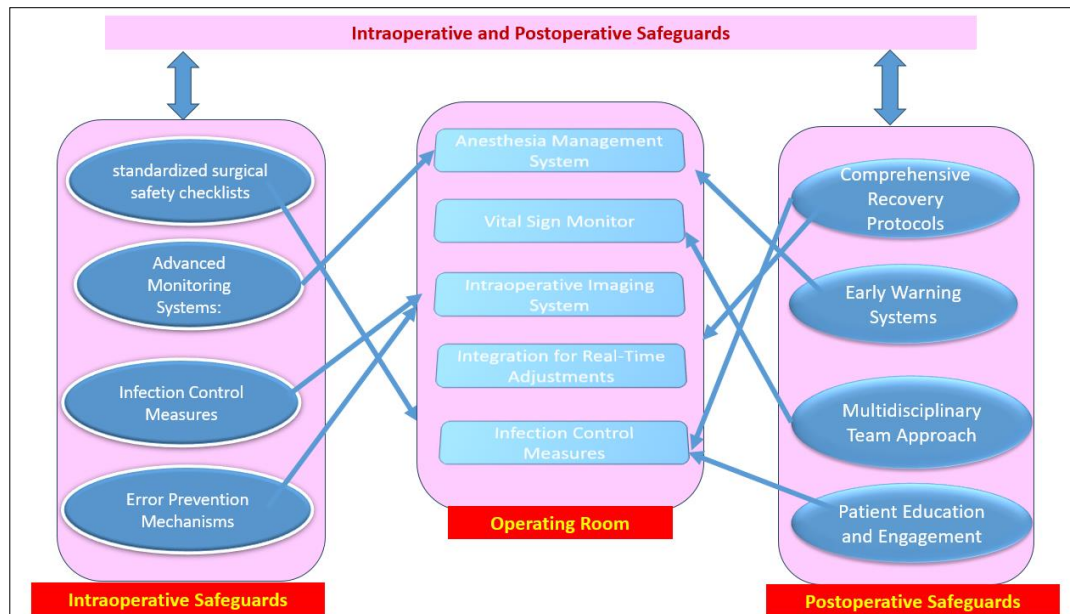 Intraoperative and Postoperative Safeguards
standardized surgical
safety checklists
Advanced
Monitoring
Systems:
Infection Control
Measures
Error Prevention
Mechanisms
Intraoperative Safeguards
Anesthesia Management
System
Vital Sign Monitor
Intraoperative Imaging
System
Integration for Real-Time
Adjustments
Infection Control
Measures
Operating Room
Comprehensive
Recovery
Protocols
Early Warning
Systems
Multidisciplinary
Team Approach
Patient Education
and Engagement
Postoperative Safeguards